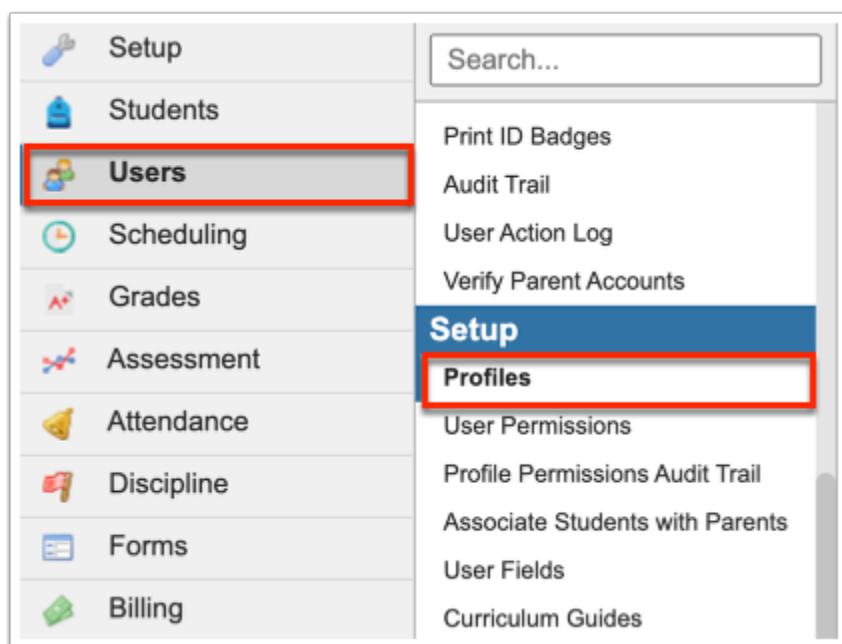 Setup
Students
Users
Scheduling
Grades
Assessment
Attendance
Discipline
Forms
Billing
Search...
Print ID Badges
Audit Trail
User Action Log
Verify Parent Accounts
Setup
Profiles
User Permissions
Profile Permissions Audit Trail
Associate Students with Parents
User Fields
Curriculum Guides